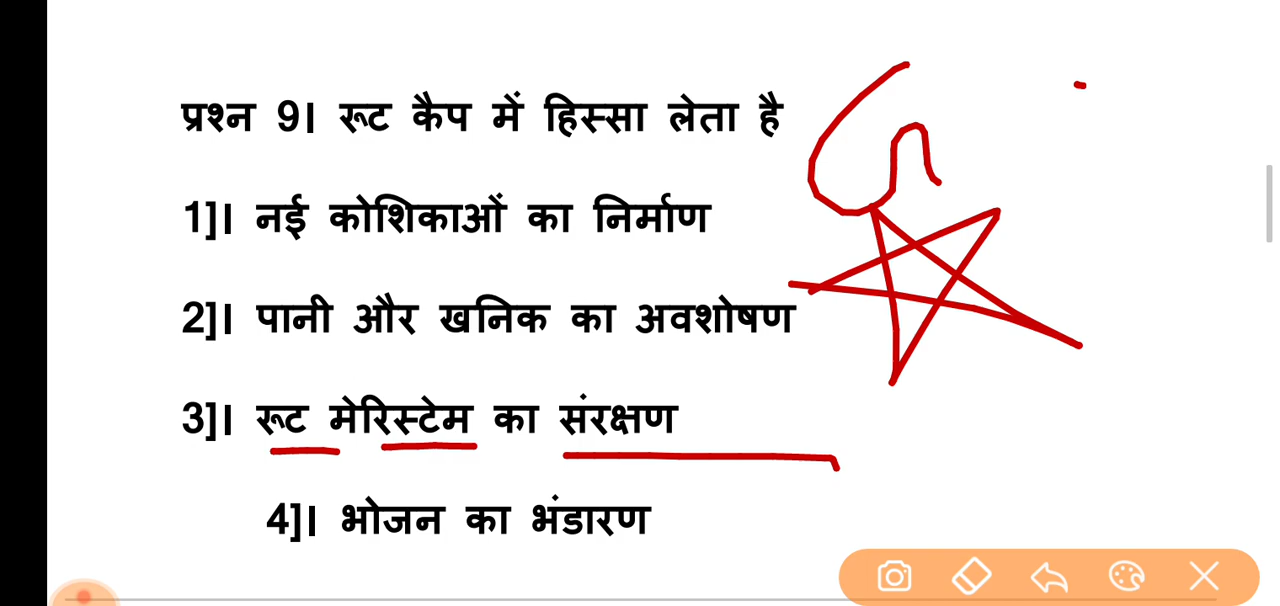 प्रश्न 9। रूट कैप में हिस्सा लेता है
1]। नई कोशिकाओं का निर्माण
2]। पानी और खनिक का अवशोषण
3]। रूट मेरिस्टेम का संरक्षण
4]। भोजन का भंडारण